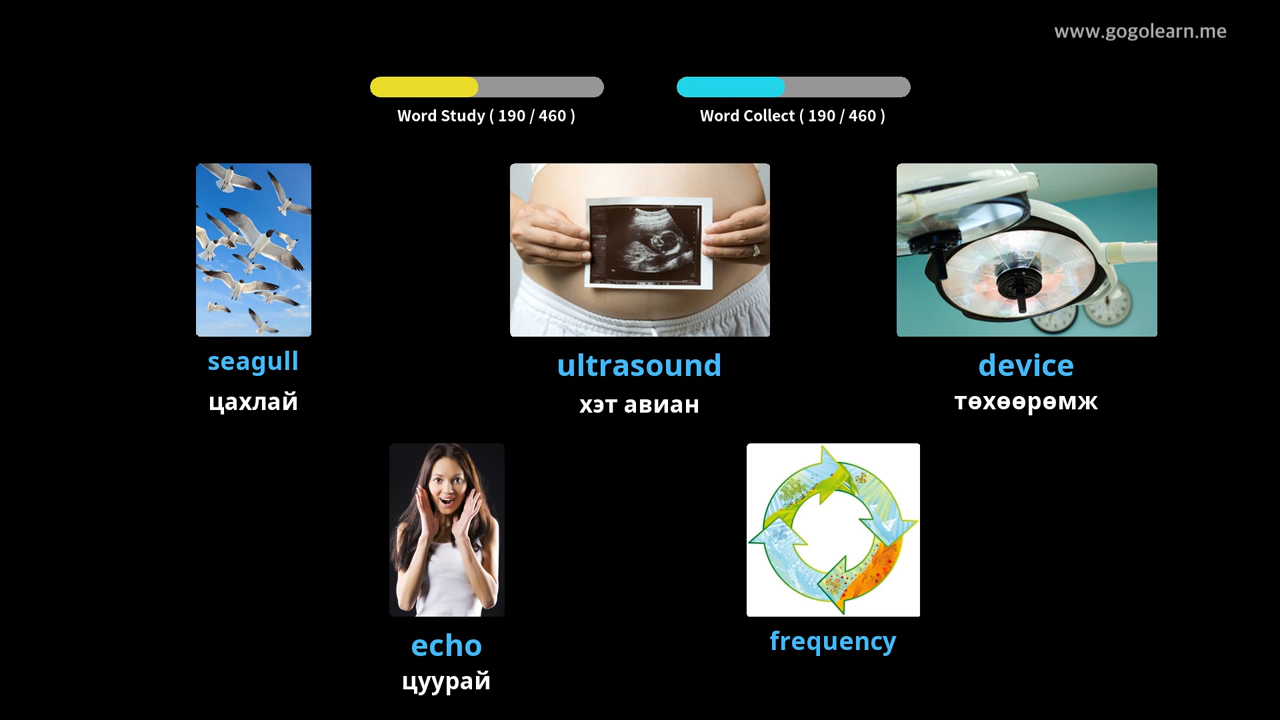 www.gogolearn.me
Word Study ( 190 / 460 )
Word Collect ( 190 / 460 )
seagull
цахлай
ultrasound
хэт авиан
device
төхөөрөмж
echo
цуурай
frequency